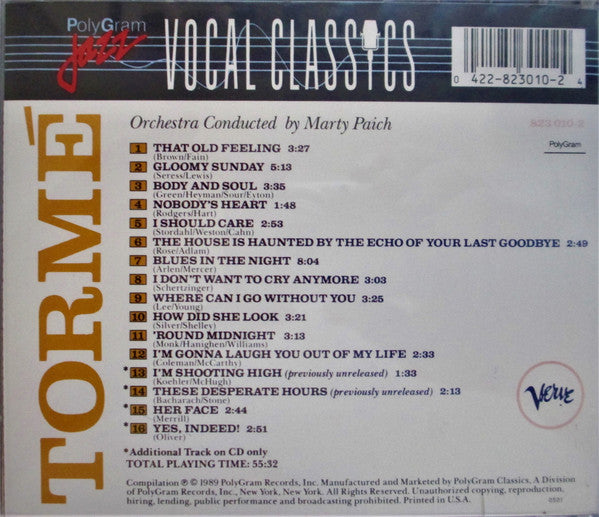 PolyGram
jazz
VOCAL CLASSICS
0 422-823010-2 4
TORMÉ
Orchestra Conducted by Marty Paich
823 010-2
PolyGram
1 THAT OLD FEELING 3:27
(Brown/Fain)
2 GLOOMY SUNDAY 5:13
(Seress/Lewis)
3 BODY AND SOUL 3:35
(Green/Heyman/Sour/Eyton)
4 NOBODY'S HEART 1:48
(Rodgers/Hart)
5 I SHOULD CARE 2:53
(Stordahl/Weston/Cahn)
6 THE HOUSE IS HAUNTED BY THE ECHO OF YOUR LAST GOODBYE 2:49
(Rose/Adlam)
7 BLUES IN THE NIGHT 8:04
(Arlen/Mercer)
8 I DON'T WANT TO CRY ANYMORE 3:03
(Schertzinger)
9 WHERE CAN I GO WITHOUT YOU 3:25
(Lee/Young)
10 HOW DID SHE LOOK 3:21
(Silver/Shelley)
11 'ROUND MIDNIGHT 3:13
(Monk/Hanighen/Williams)
12 I'M GONNA LAUGH YOU OUT OF MY LIFE 2:33
(Coleman/McCarthy)
*13 I'M SHOOTING HIGH (previously unreleased) 1:33
(Koehler/McHugh)
*14 THESE DESPERATE HOURS (previously unreleased) 2:13
(Bacharach/Stone)
*15 HER FACE 2:44
(Merrill)
*16 YES, INDEED! 2:51
(Oliver)
Verve
*Additional Track on CD only
TOTAL PLAYING TIME: 55:32
Compilation ℗ © 1989 PolyGram Records, Inc. Manufactured and Marketed by PolyGram Classics, A Division
of PolyGram Records, Inc., New York, New York. All Rights Reserved. Unauthorized copying, reproduction,
hiring, lending, public performance and broadcasting prohibited. Printed in U.S.A.